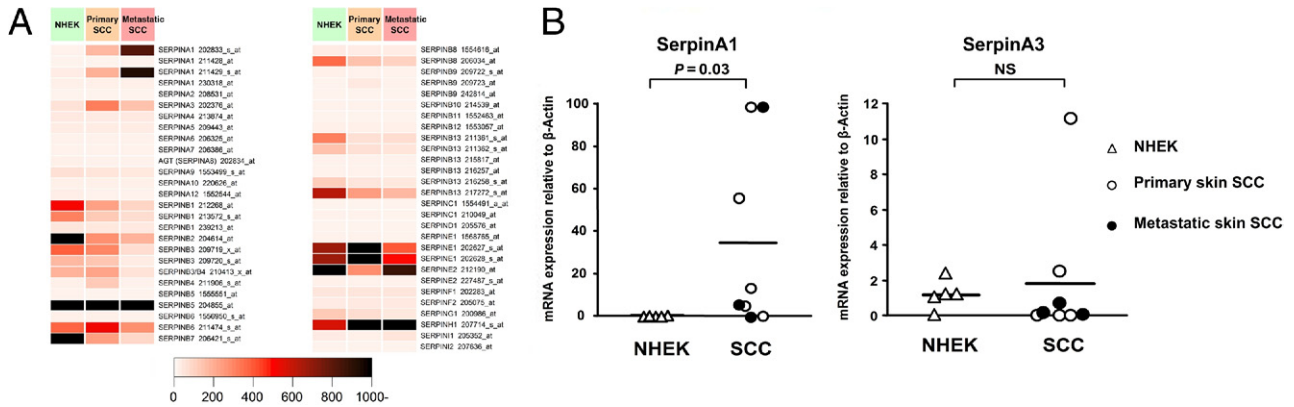 A
NHEK
Primary SCC
Metastatic SCC
SERPINA1 202833_s_at
SERPINA1 211428_at
SERPINA1 211429_s_at
SERPINA1 230318_at
SERPINA2 208531_at
SERPINA3 202376_at
SERPINA4 213874_at
SERPINA5 209443_at
SERPINA6 206325_at
SERPINA7 206386_at
AGT (SERPINA8) 202834_at
SERPINA9 1553499_s_at
SERPINA10 220626_at
SERPINA12 1552544_at
SERPINB1 212268_at
SERPINB1 213572_s_at
SERPINB1 239213_at
SERPINB2 204614_at
SERPINB3 209719_x_at
SERPINB3 209720_s_at
SERPINB3/B4 210413_x_at
SERPINB4 211906_s_at
SERPINB5 1555551_at
SERPINB5 204855_at
SERPINB6 1556950_s_at
SERPINB6 211474_s_at
SERPINB7 206421_s_at
NHEK
Primary SCC
Metastatic SCC
SERPINB8 1554616_at
SERPINB8 206034_at
SERPINB9 209722_s_at
SERPINB9 209723_at
SERPINB9 242814_at
SERPINB10 214539_at
SERPINB11 1552463_at
SERPINB12 1553057_at
SERPINB13 211361_s_at
SERPINB13 211362_s_at
SERPINB13 215817_at
SERPINB13 216257_at
SERPINB13 216258_s_at
SERPINB13 217272_s_at
SERPINC1 1554491_a_at
SERPINC1 210049_at
SERPIND1 205576_at
SERPINE1 1568765_at
SERPINE1 202627_s_at
SERPINE1 202628_s_at
SERPINE2 212190_at
SERPINE2 227487_s_at
SERPINF1 202283_at
SERPINF2 205075_at
SERPING1 200986_at
SERPINH1 207714_s_at
SERPINI1 205352_at
SERPINI2 207636_at
0 200 400 600 800 1000-
B
SerpinA1
P = 0.03
mRNA expression relative to β-Actin
100
80
60
40
20
0
NHEK SCC
SerpinA3
NS
mRNA expression relative to β-Actin
12
10
8
6
4
2
0
NHEK SCC
NHEK
Primary skin SCC
Metastatic skin SCC